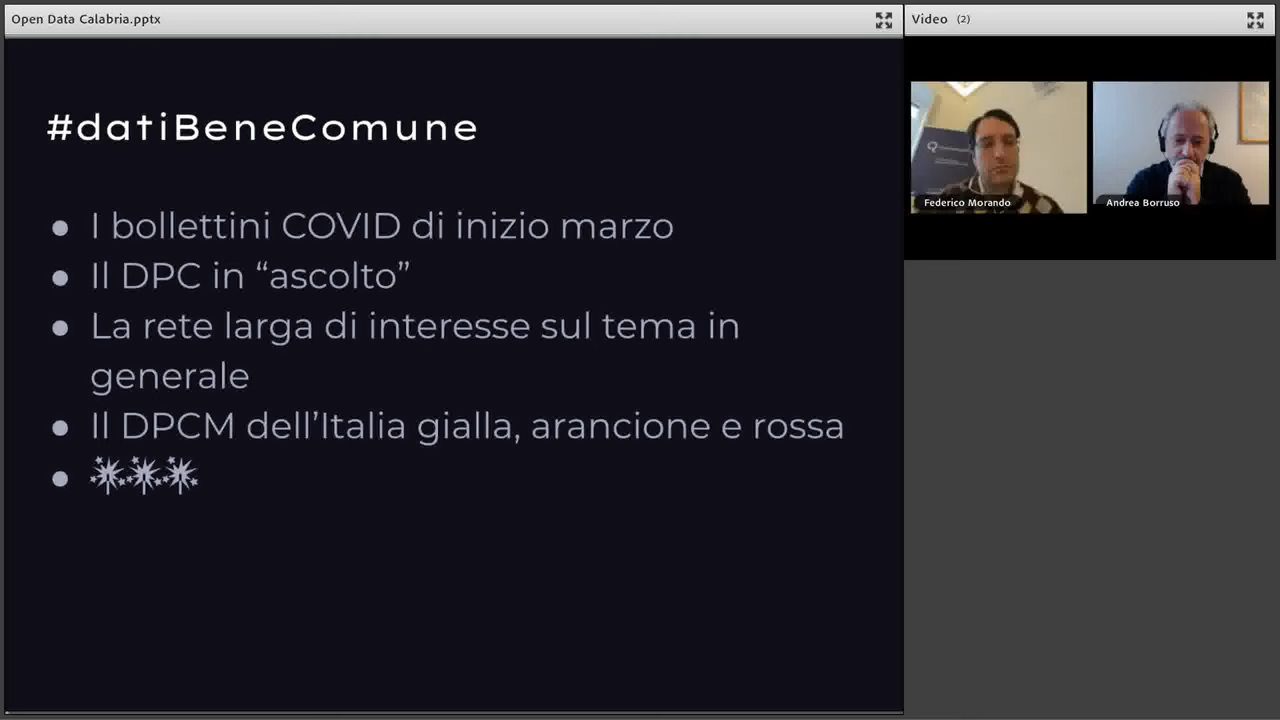 Open Data Calabria.pptx
Video (2)
#datiBeneComune
● I bollettini COVID di inizio marzo
● Il DPC in “ascolto”
● La rete larga di interesse sul tema in
generale
● Il DPCM dell’Italia gialla, arancione e rossa
Federico Morando
Andrea Borruso